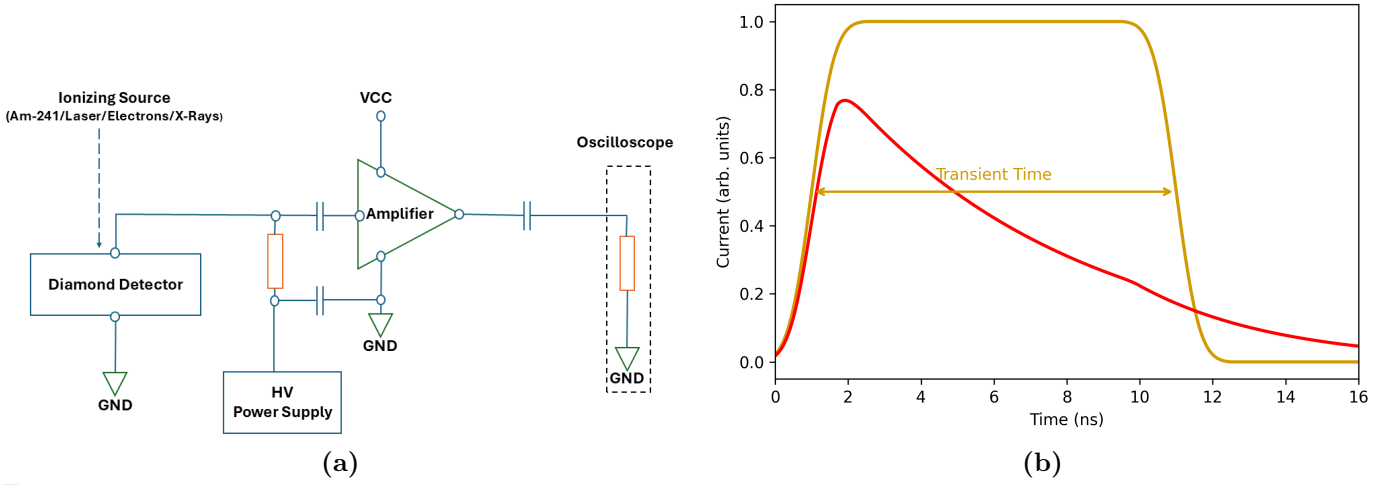 Ionizing Source
(Am-241/Laser/Electrons/X-Rays)
VCC
Oscilloscope
Amplifier
Diamond Detector
GND
GND
GND
HV
Power Supply
(a)
Current (arb. units)
1.0
0.8
0.6
0.4
0.2
0.0
Transient Time
0 2 4 6 8 10 12 14 16
Time (ns)
(b)